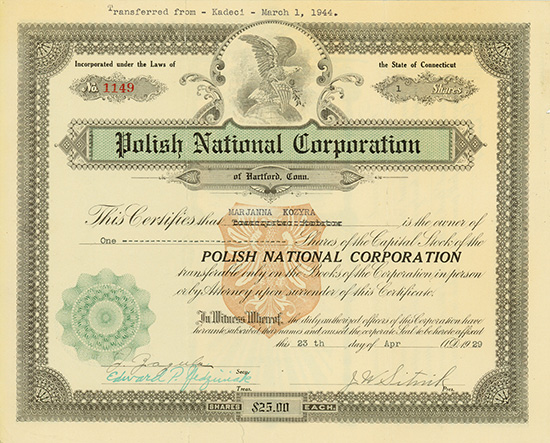 Transferred from - Kadeci - March 1, 1944.
Incorporated under the Laws of the State of Connecticut
No. 1149 1 Shares
Polish National Corporation
of Hartford, Conn.
MARJANNA KOZYRA
This Certifies that is the owner of
One Shares of the Capital Stock of the
POLISH NATIONAL CORPORATION
transferable only on the Books of the Corporation in person
or by Attorney upon surrender of this Certificate.
In Witness Whereof, the duly authorized officers of this Corporation have
hereunto subscribed their names and caused the corporate Seal to be hereto affixed
this 23 th day of Apr A.D. 1929
Secy.
Edward P.
Treas.
J. W. Sitnik Pres.
SHARES $25.00 EACH